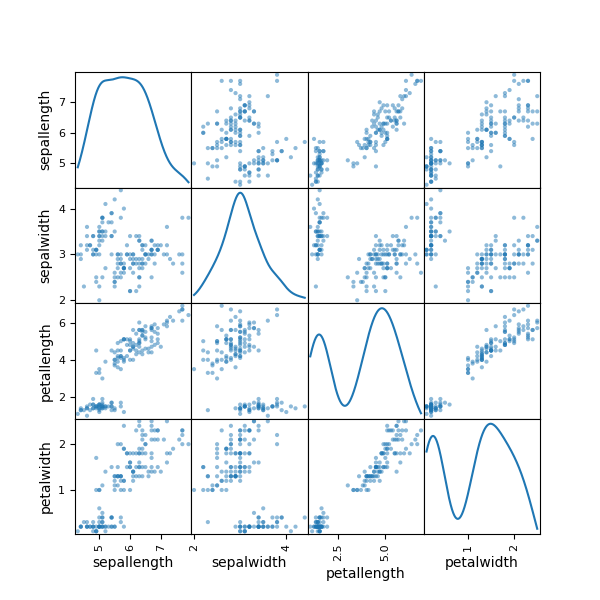 sepallength
7
6
5
sepalwidth
4
3
2
petallength
6
4
2
petalwidth
2
1
5 6 7 2 4 2.5 5.0 1 2
sepallength sepalwidth petallength petalwidth